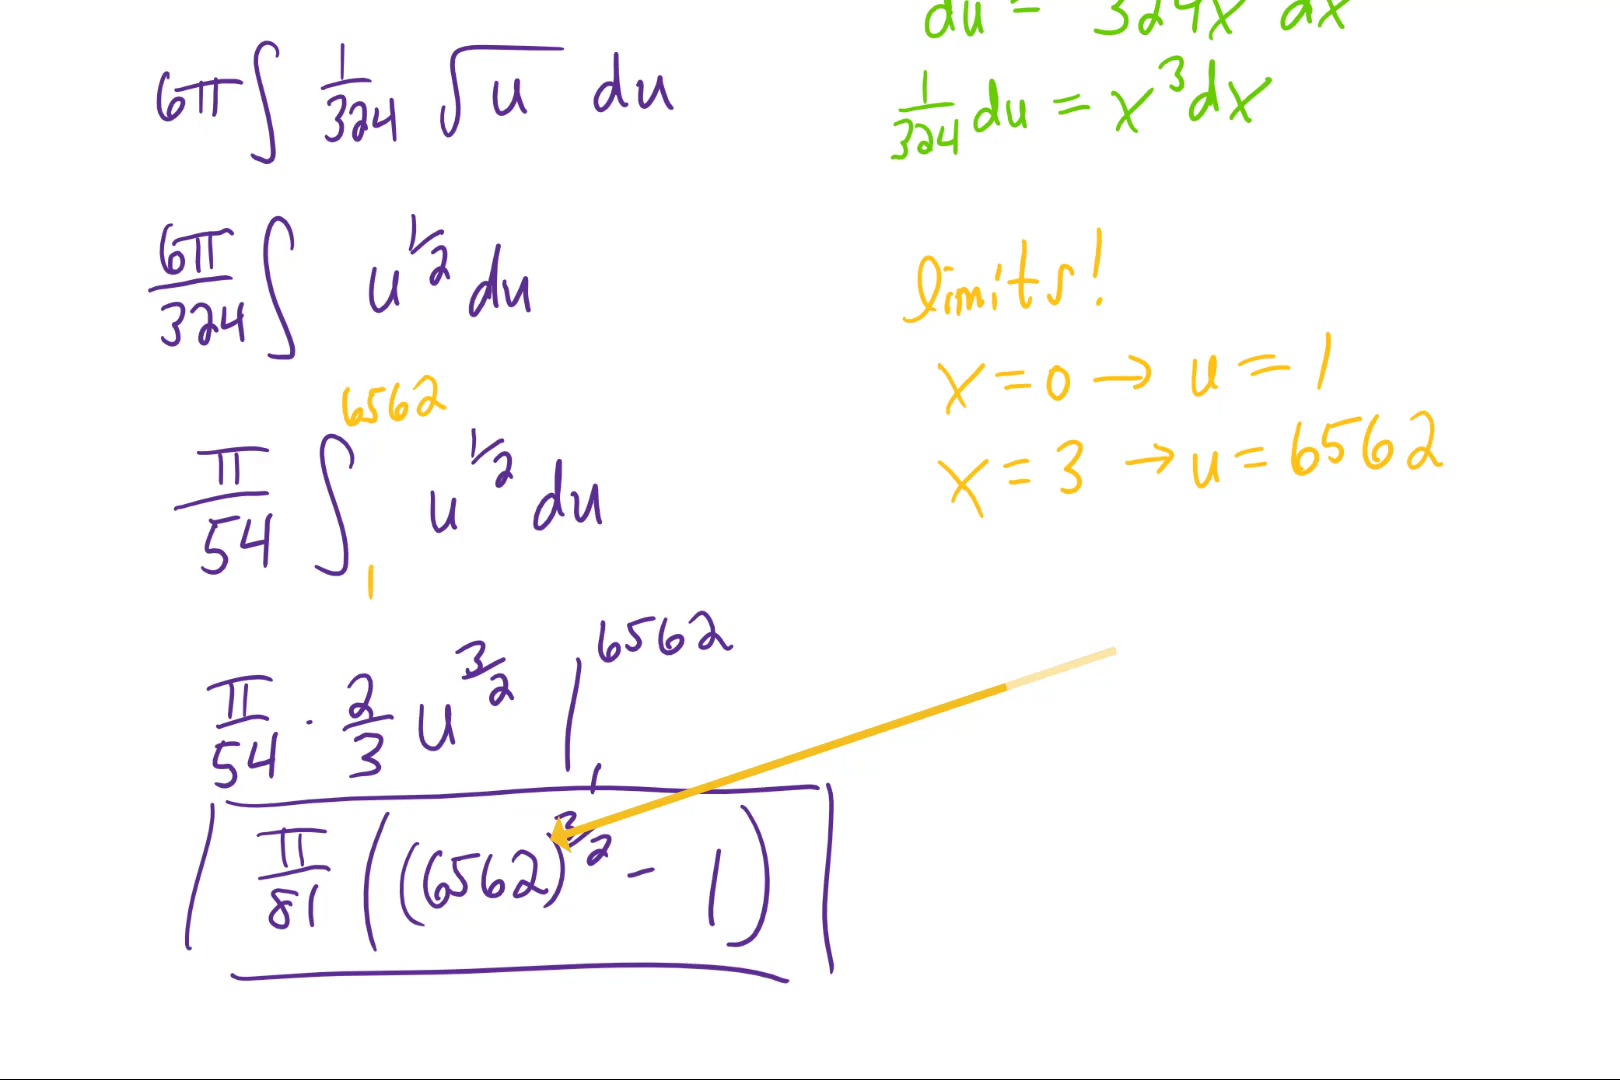 du = 324x dx
6π∫ 1/324 √u du
1/324 du = x³dx
6π/324 ∫ u^1/2 du
limits!
x = 0 → u = 1
x = 3 → u = 6562
π/54 ∫₁^6562 u^1/2 du
π/54 · 2/3 u^3/2 |₁^6562
π/81 ((6562)^3/2 - 1)